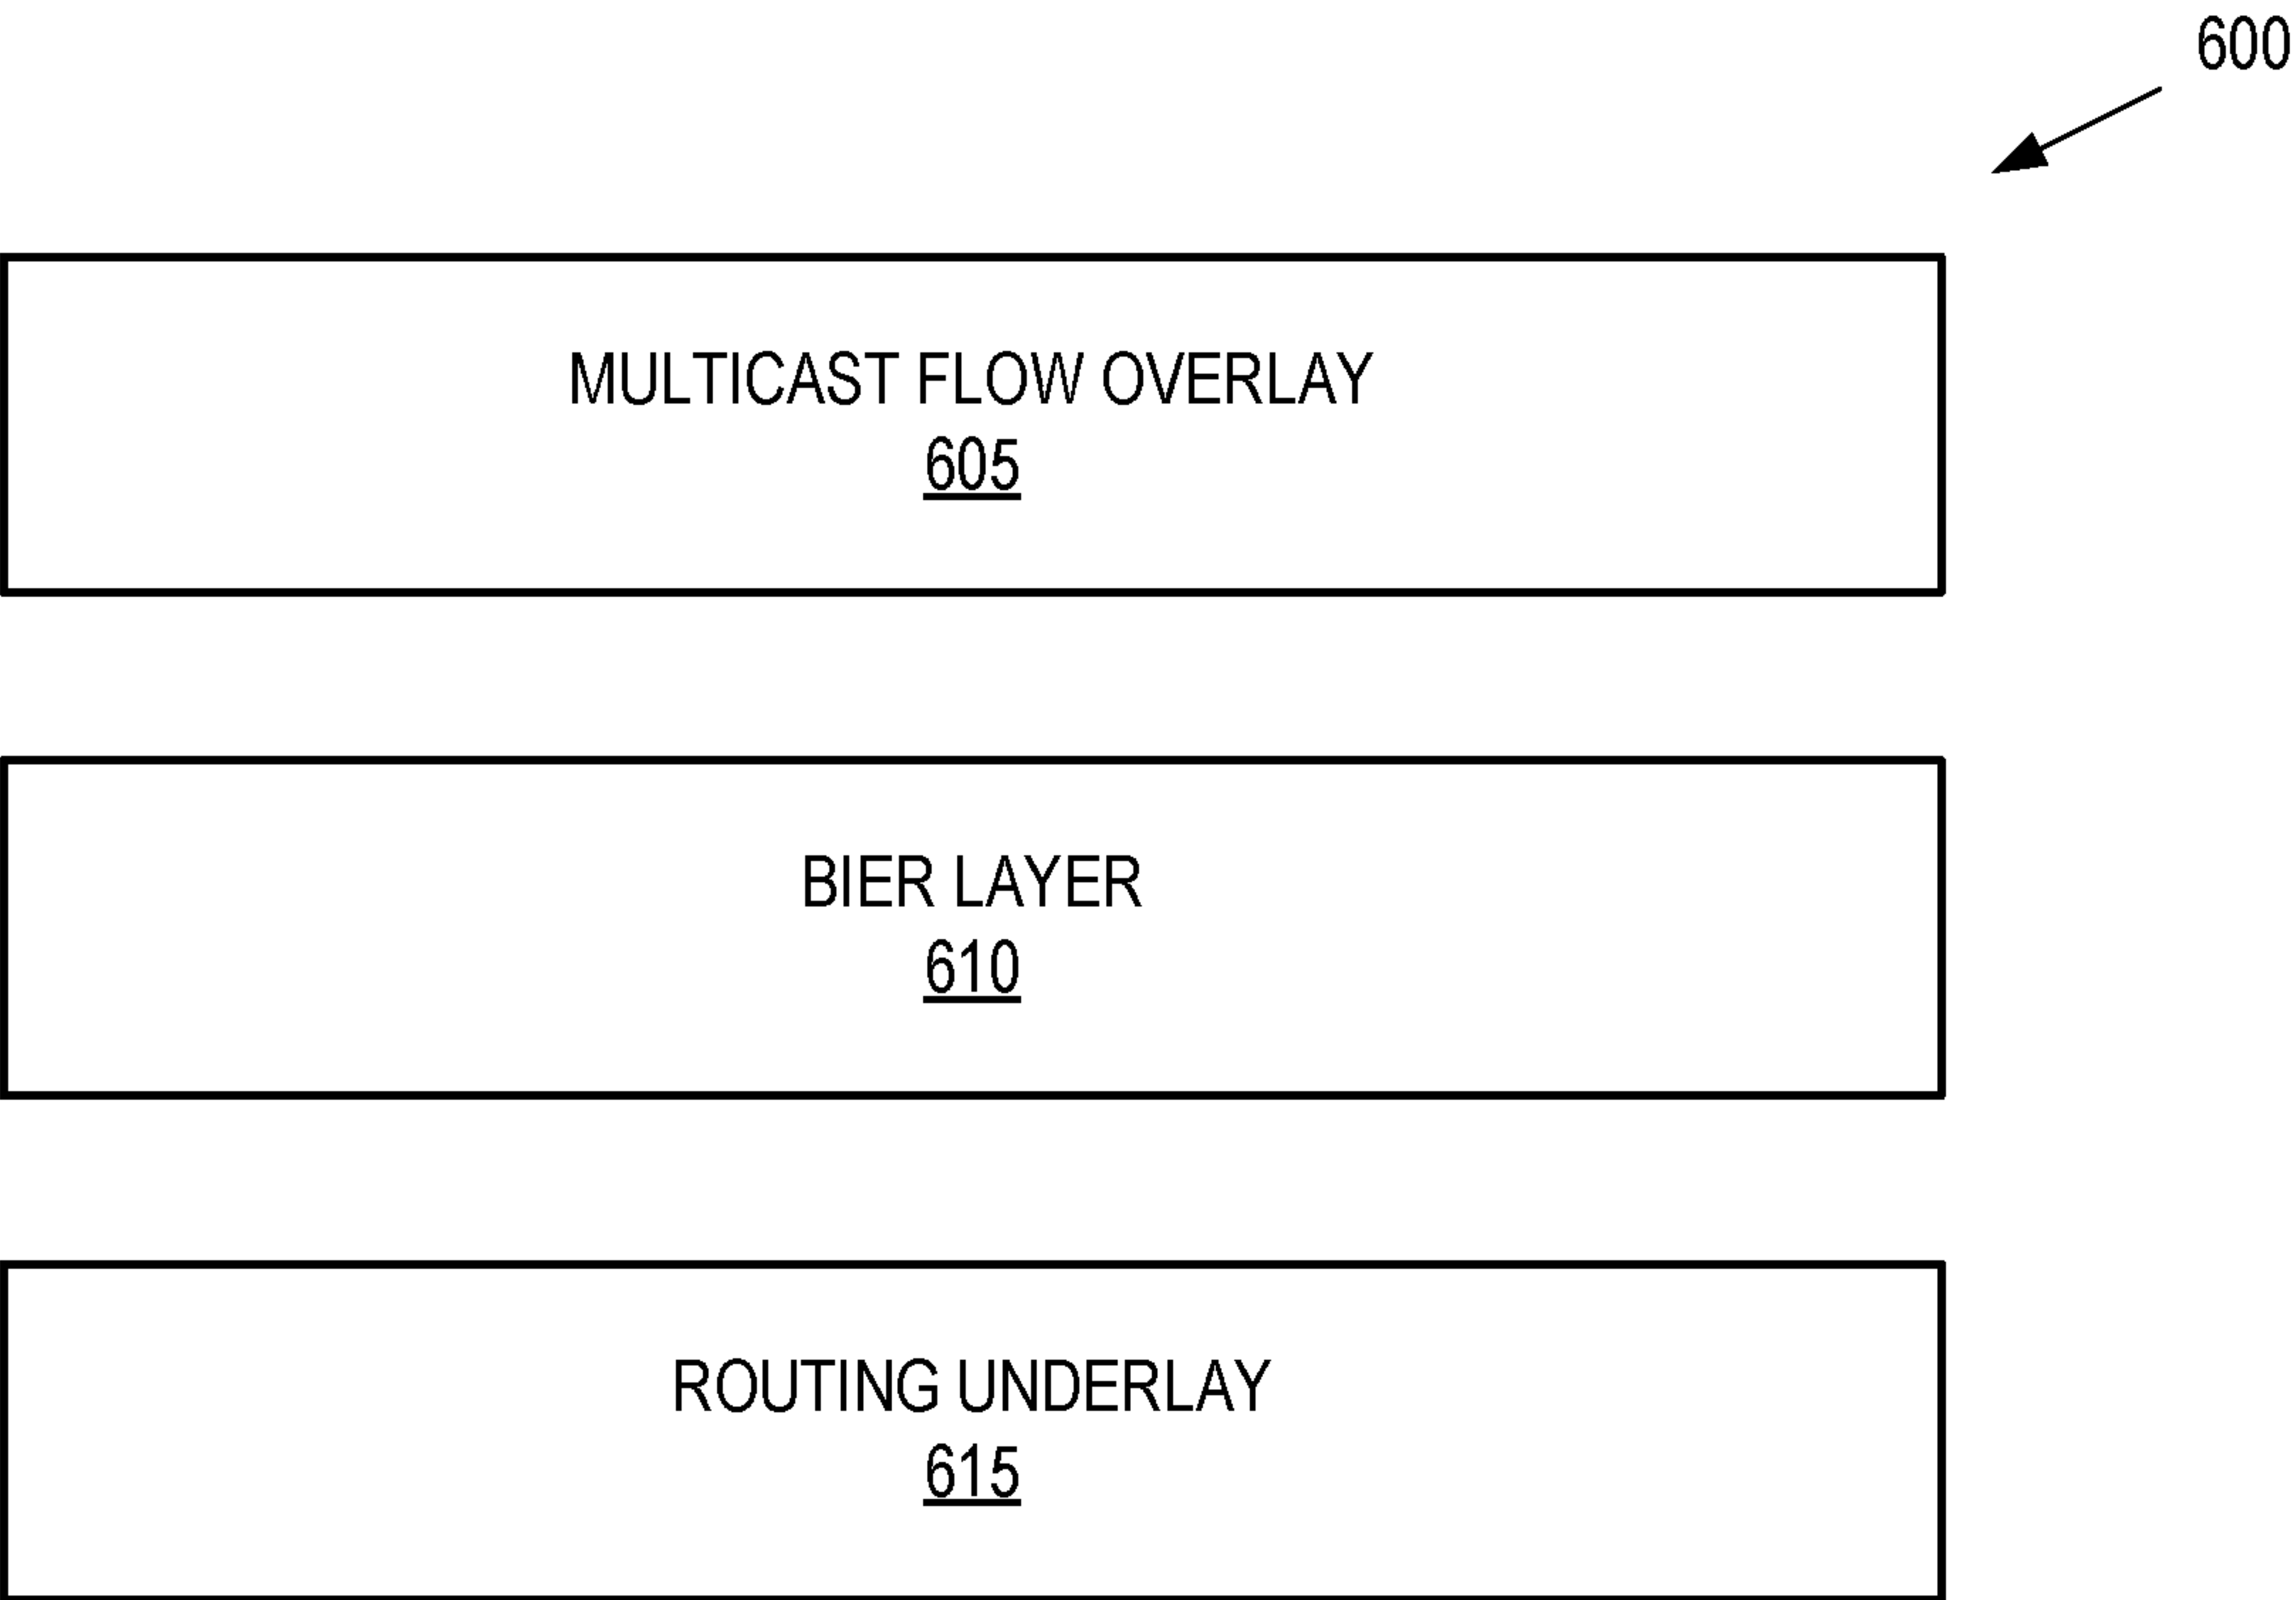 600
MULTICAST FLOW OVERLAY
605
BIER LAYER
610
ROUTING UNDERLAY
615